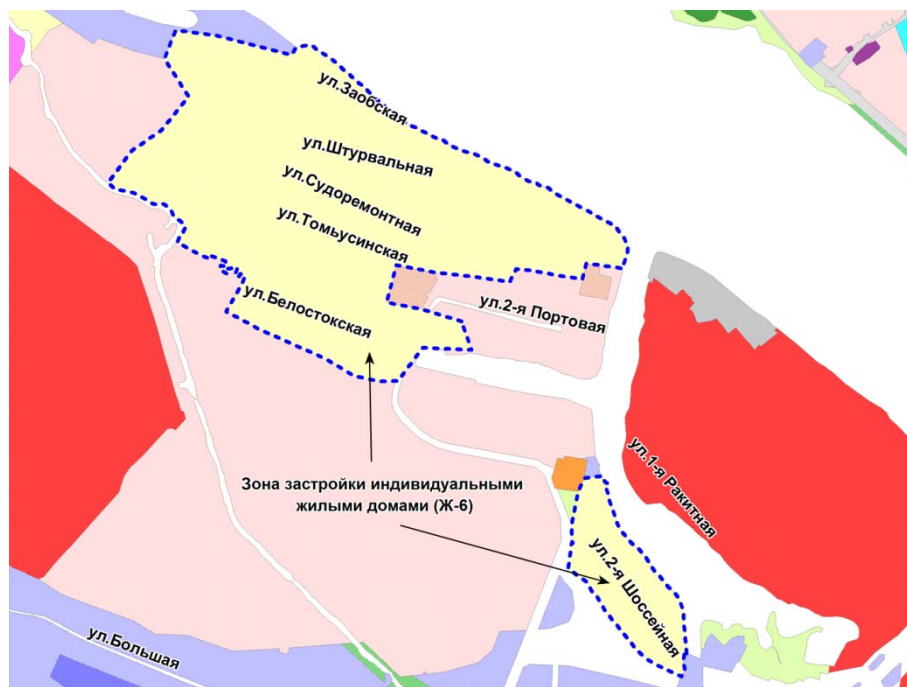 ул.Заобская
ул.Штурвальная
ул.Судоремонтная
ул.Томьусинская
ул.Белостокская
ул.2-я Портовая
ул.1-я Ракитная
Зона застройки индивидуальными
жилыми домами (Ж-6)
ул.2-я Шоссейная
ул.Большая